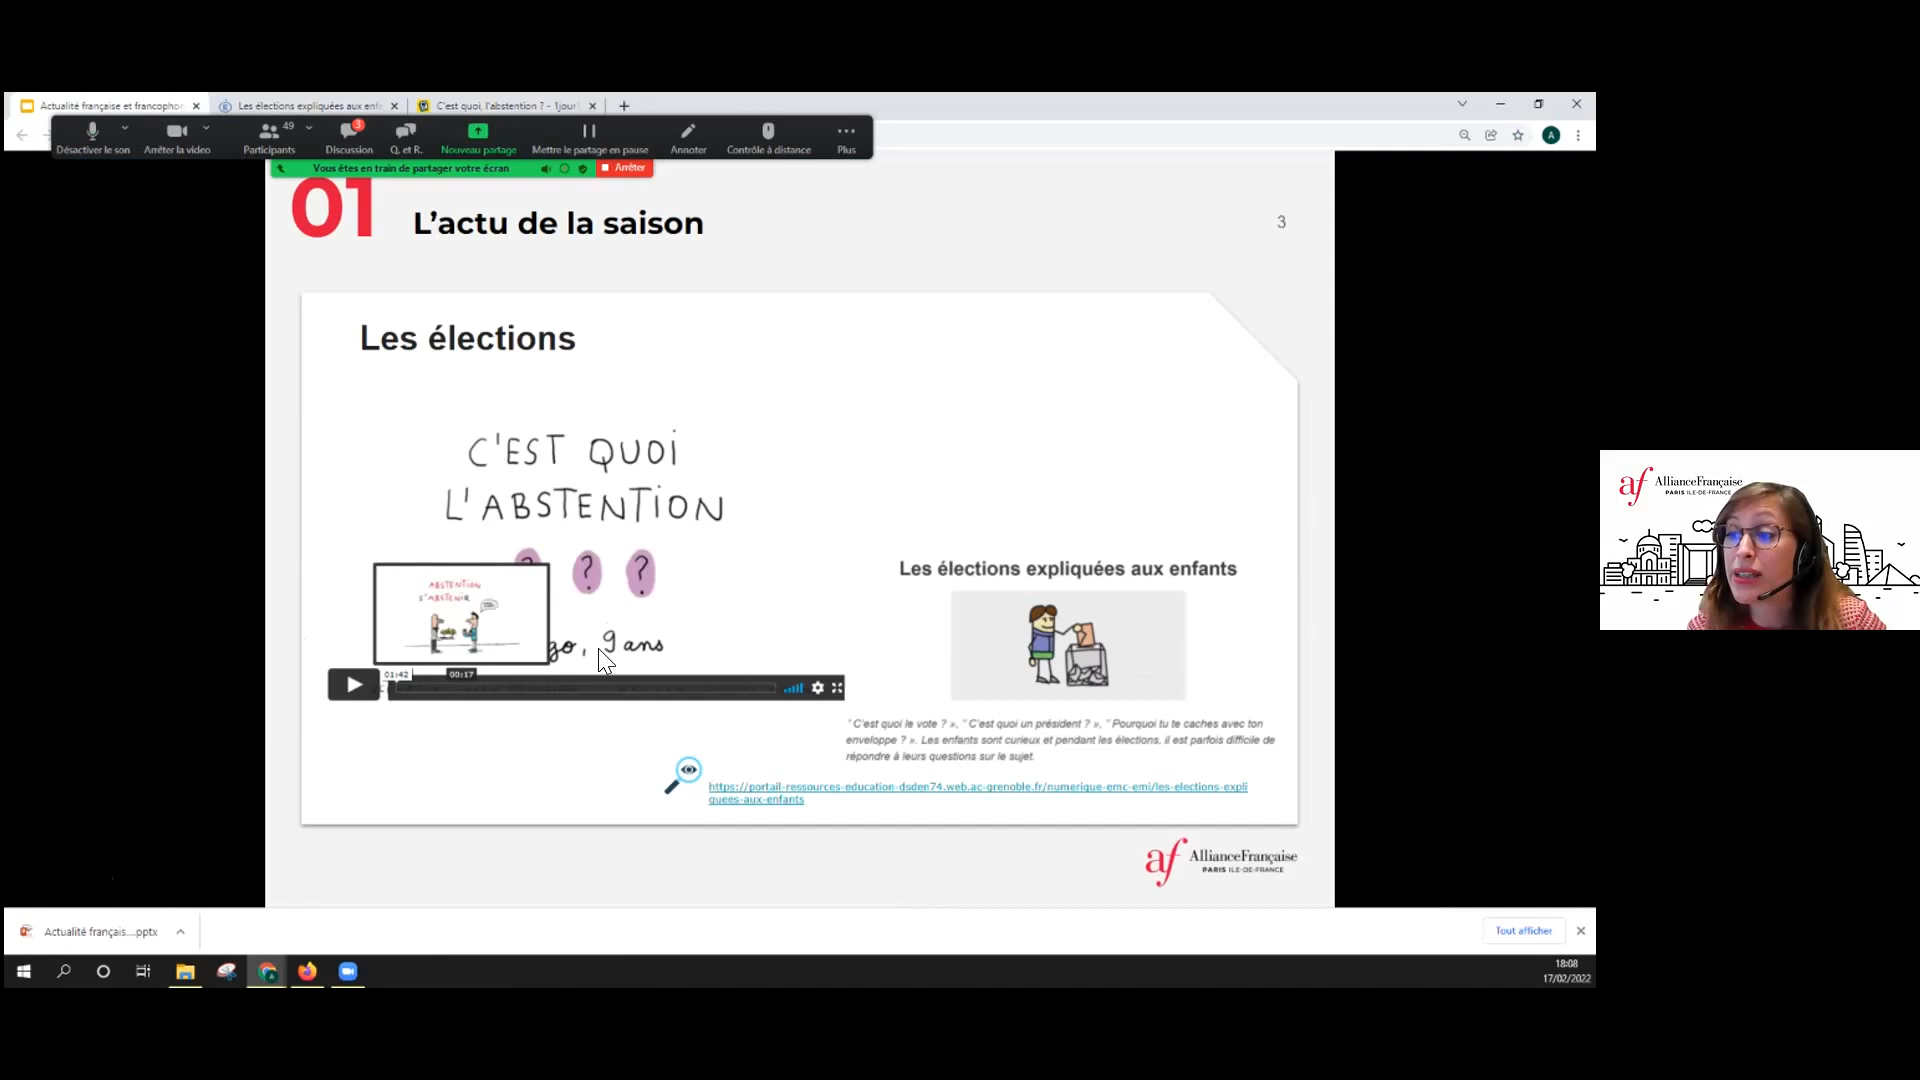 Actualité française et francophon
Les élections expliquées aux enfa
C'est quoi, l'abstention ? - 1jour1
A
49
3
Désactiver le son
Arrêter la video
Participants
Discussion
Q. et R.
Nouveau partage
Mettre le partage en pause
Annoter
Contrôle à distance
Plus
Vous êtes en train de partager votre écran
Arrêter
01
L'actu de la saison
3
Les élections
C'EST QUOI
L'ABSTENTION
? ? ?
ABSTENTION
S'ABSTENIR
go, 9 ans
01:42
00:17
Les élections expliquées aux enfants
" C'est quoi le vote ? », " C'est quoi un président ? », " Pourquoi tu te caches avec ton
enveloppe ? ». Les enfants sont curieux et pendant les élections, il est parfois difficile de
répondre à leurs questions sur le sujet.
https://portail-ressources-education-dsden74.web.ac-grenoble.fr/numerique-emc-emi/les-elections-expli
quees-aux-enfants
af AllianceFrançaise
PARIS ILE-DE-FRANCE
af AllianceFrançaise
PARIS ILE-DE-FRANCE
Actualité français....pptx
Tout afficher
18:08
17/02/2022